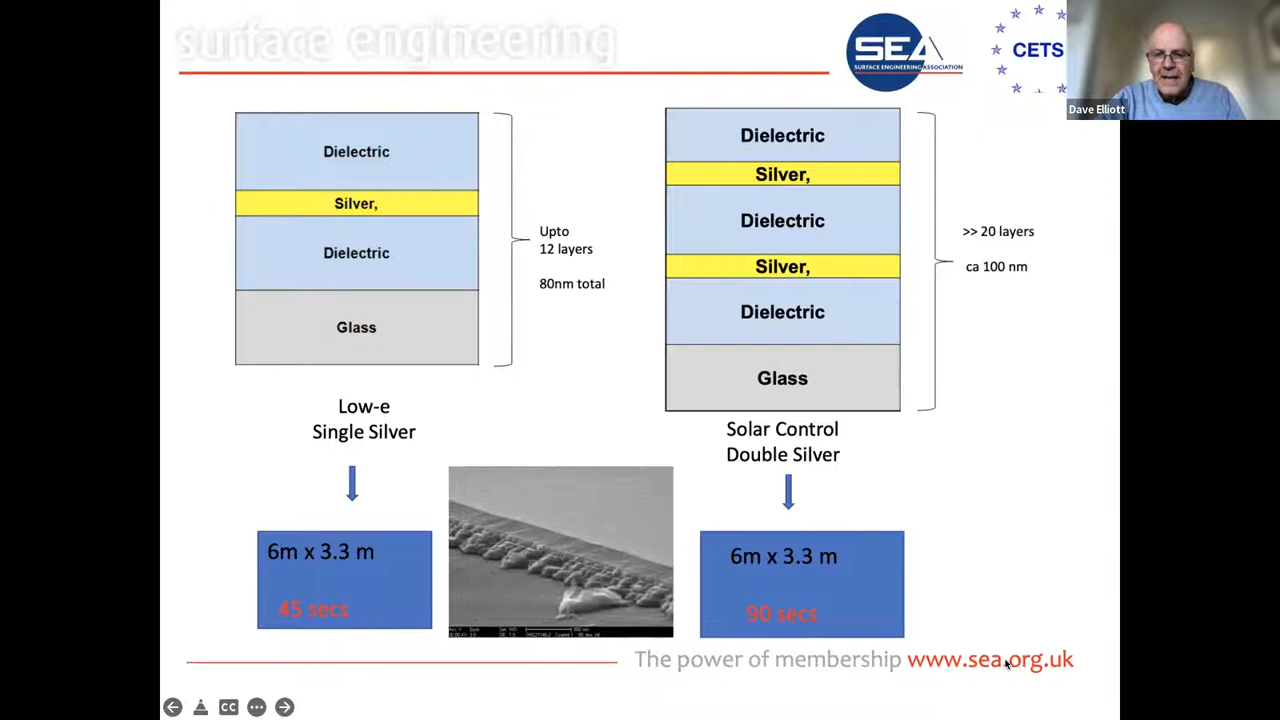 surface engineering
SEA
SURFACE ENGINEERING ASSOCIATION
CETS
Dave Elliott
Dielectric
Silver,
Dielectric
Glass
Upto
12 layers
80nm total
Low-e
Single Silver
6m x 3.3 m
45 secs
Dielectric
Silver,
Dielectric
Silver,
Dielectric
Glass
>> 20 layers
ca 100 nm
Solar Control
Double Silver
6m x 3.3 m
90 secs
The power of membership www.sea.org.uk
CC